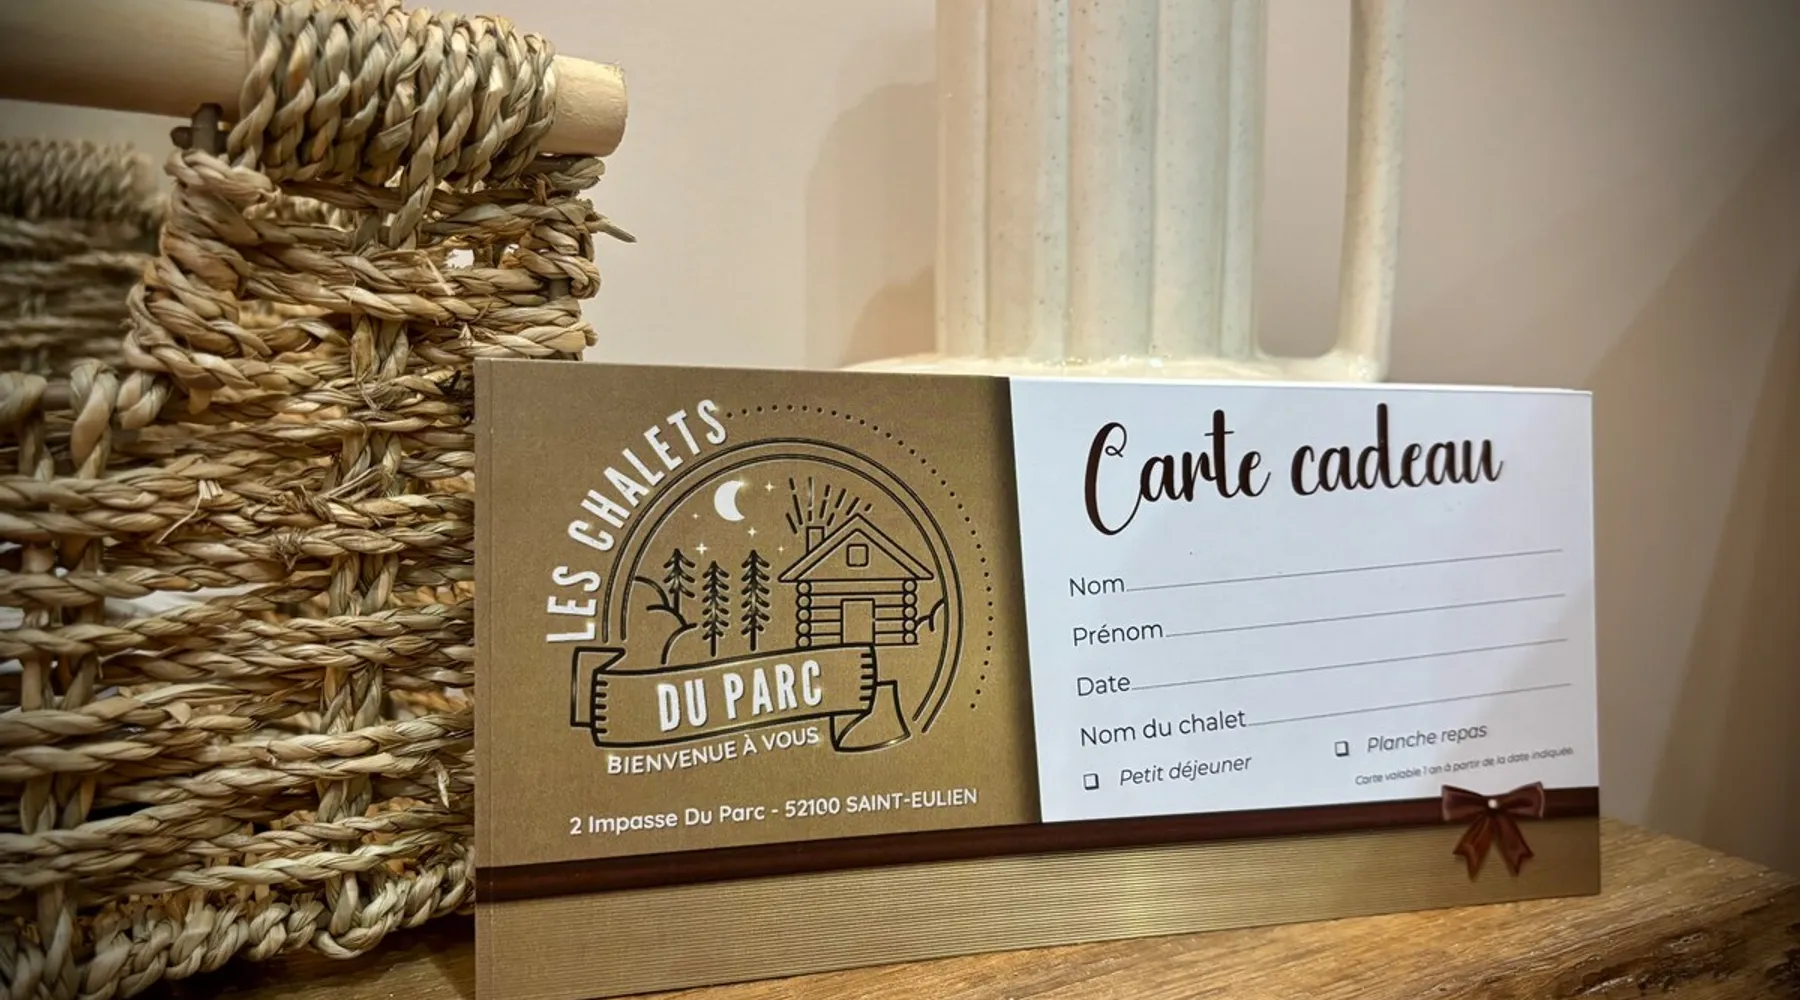 LES CHALETS
DU PARC
BIENVENUE À VOUS
2 Impasse Du Parc - 52100 SAINT-EULIEN
Carte cadeau
Nom
Prénom
Date
Nom du chalet
Petit déjeuner
Planche repas
Carte valable 1 an à partir de la date indiquée.